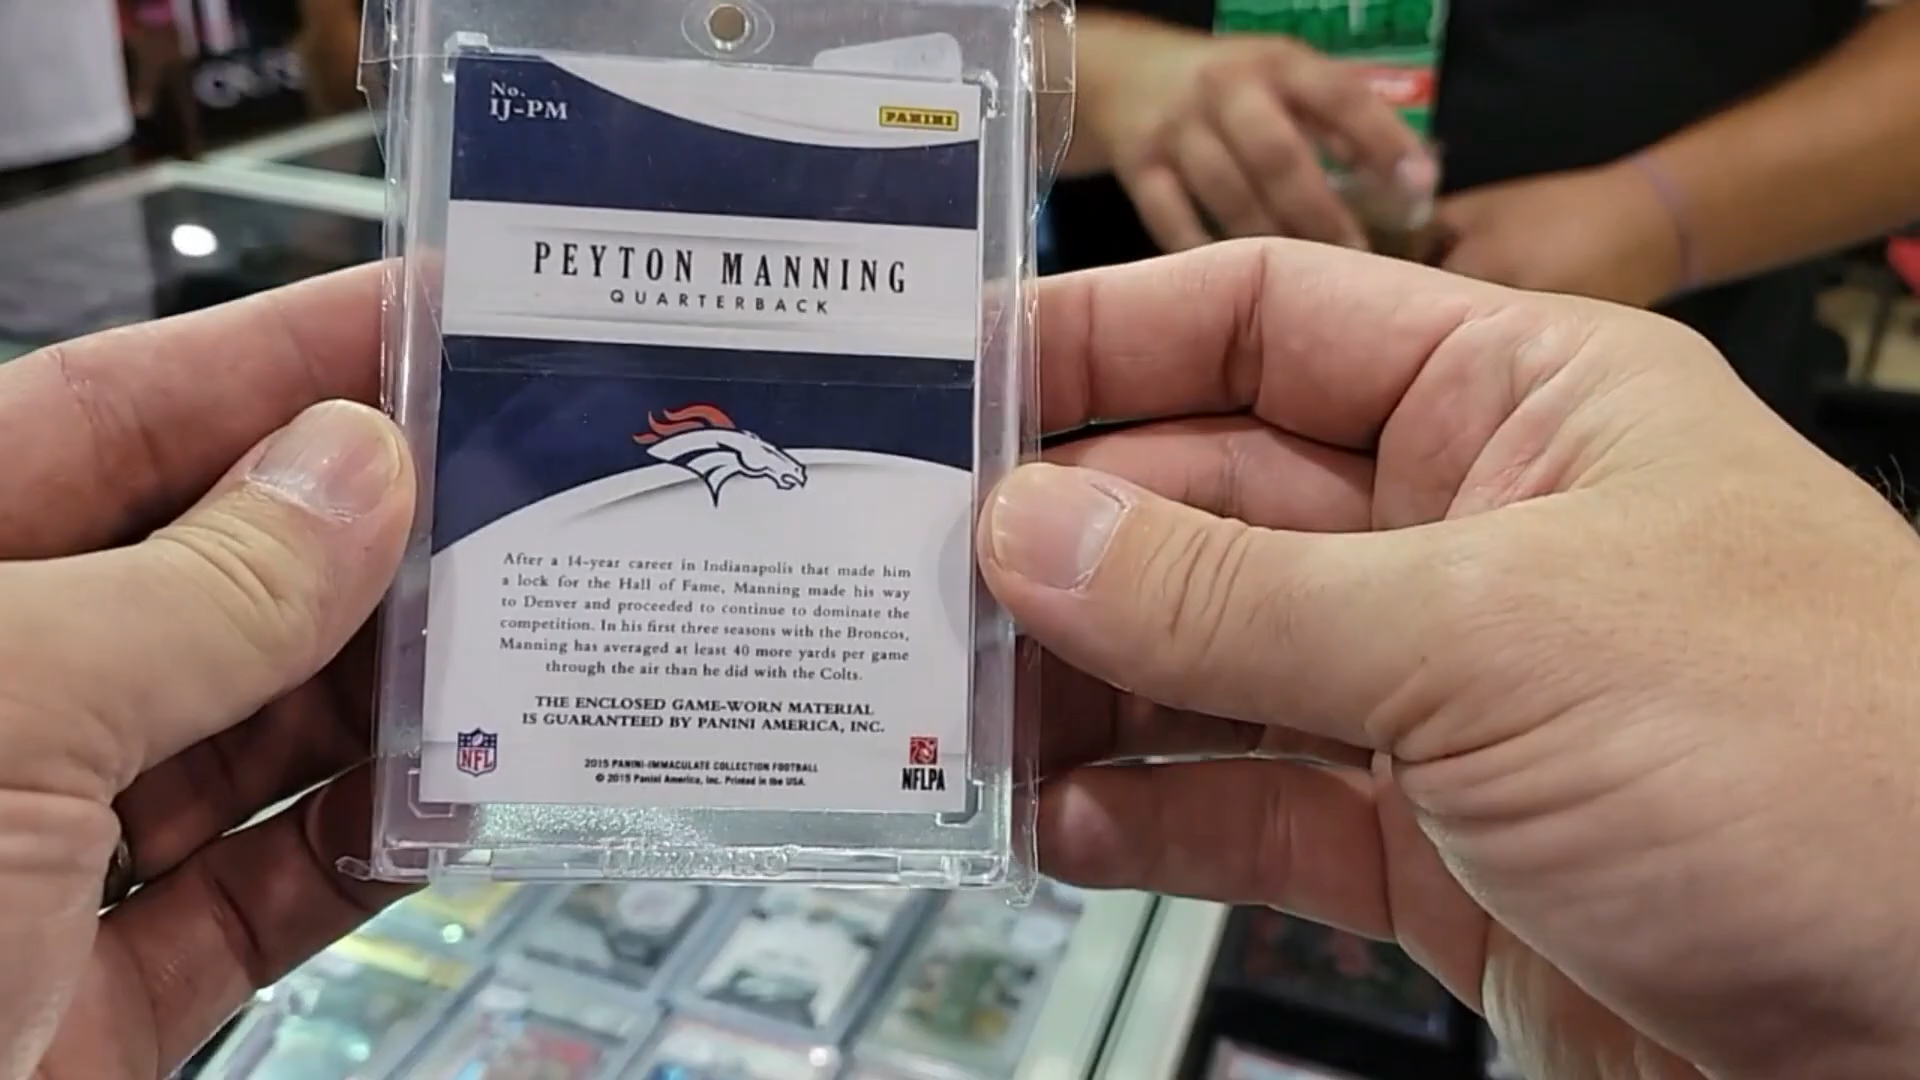 No.
IJ-PM
PANINI
PEYTON MANNING
QUARTERBACK
After a 14-year career in Indianapolis that made him
a lock for the Hall of Fame, Manning made his way
to Denver and proceeded to continue to dominate the
competition. In his first three seasons with the Broncos,
Manning has averaged at least 40 more yards per game
through the air than he did with the Colts.
THE ENCLOSED GAME-WORN MATERIAL
IS GUARANTEED BY PANINI AMERICA, INC.
NFL
2015 PANINI-IMMACULATE COLLECTION FOOTBALL
© 2015 Panini America, Inc. Printed in the USA.
NFLPA